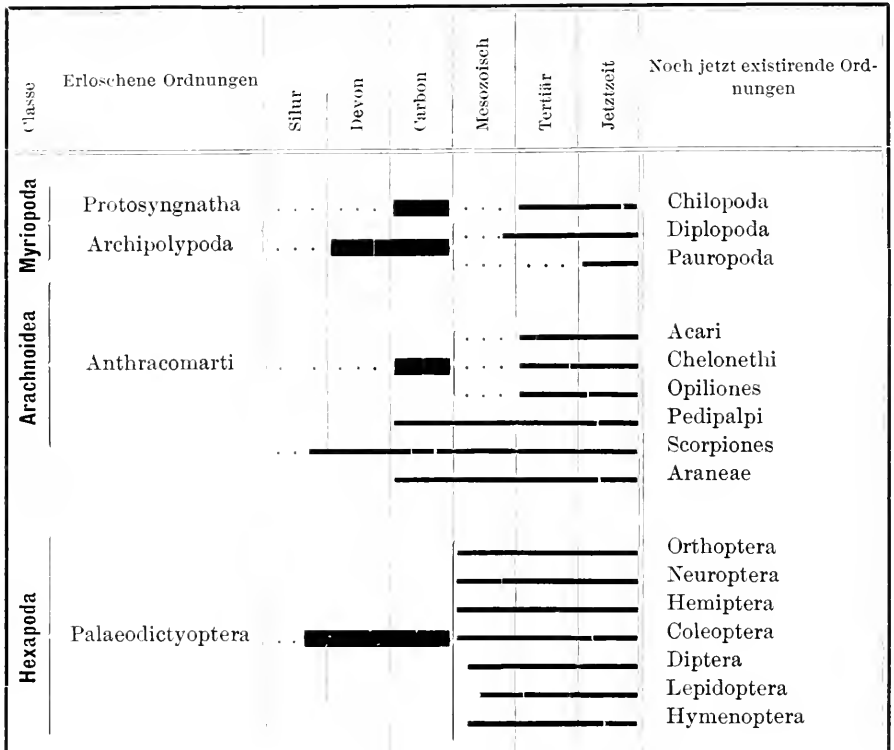 Classe
Erloschene Ordnungen
Silur
Devon
Carbon
Mesozoisch
Tertiär
Jetztzeit
Noch jetzt existirende Ord-
nungen
Myriopoda
Protosyngnatha
Chilopoda
Diplopoda
Archipolypoda
Pauropoda
Arachnoidea
Acari
Anthracomarti
Chelonethi
Opiliones
Pedipalpi
Scorpiones
Araneae
Hexapoda
Orthoptera
Neuroptera
Hemiptera
Palaeodictyoptera
Coleoptera
Diptera
Lepidoptera
Hymenoptera